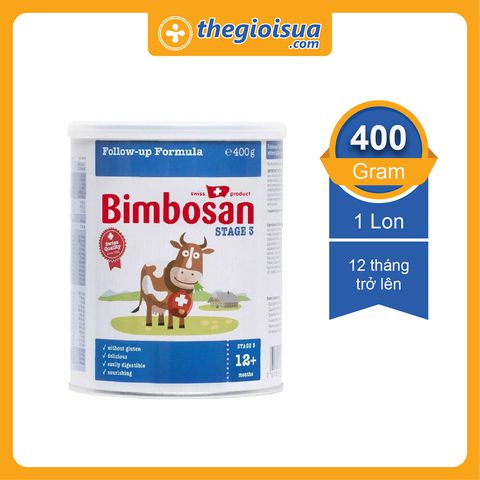 thegioisua
.com
Follow-up Formula
℮400g
swiss product
Bimbosan
STAGE 3
Swiss
Quality
✓ without gluten
✓ delicious
✓ easily digestible
✓ nourishing
STAGE 3
12+
months
400
Gram
1 Lon
12 tháng
trở lên